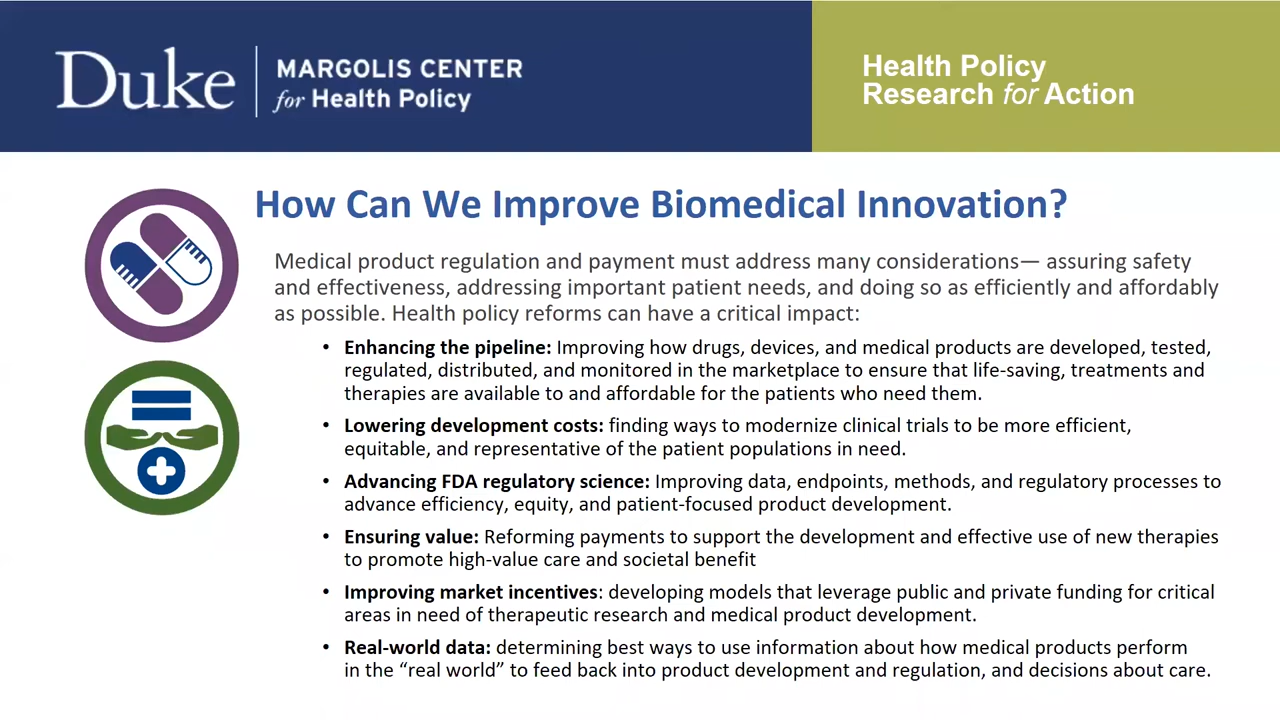 Duke
MARGOLIS CENTER
for Health Policy
Health Policy
Research for Action
How Can We Improve Biomedical Innovation?
Medical product regulation and payment must address many considerations— assuring safety
and effectiveness, addressing important patient needs, and doing so as efficiently and affordably
as possible. Health policy reforms can have a critical impact:
• Enhancing the pipeline: Improving how drugs, devices, and medical products are developed, tested,
regulated, distributed, and monitored in the marketplace to ensure that life-saving, treatments and
therapies are available to and affordable for the patients who need them.
• Lowering development costs: finding ways to modernize clinical trials to be more efficient,
equitable, and representative of the patient populations in need.
• Advancing FDA regulatory science: Improving data, endpoints, methods, and regulatory processes to
advance efficiency, equity, and patient-focused product development.
• Ensuring value: Reforming payments to support the development and effective use of new therapies
to promote high-value care and societal benefit
• Improving market incentives: developing models that leverage public and private funding for critical
areas in need of therapeutic research and medical product development.
• Real-world data: determining best ways to use information about how medical products perform
in the “real world” to feed back into product development and regulation, and decisions about care.